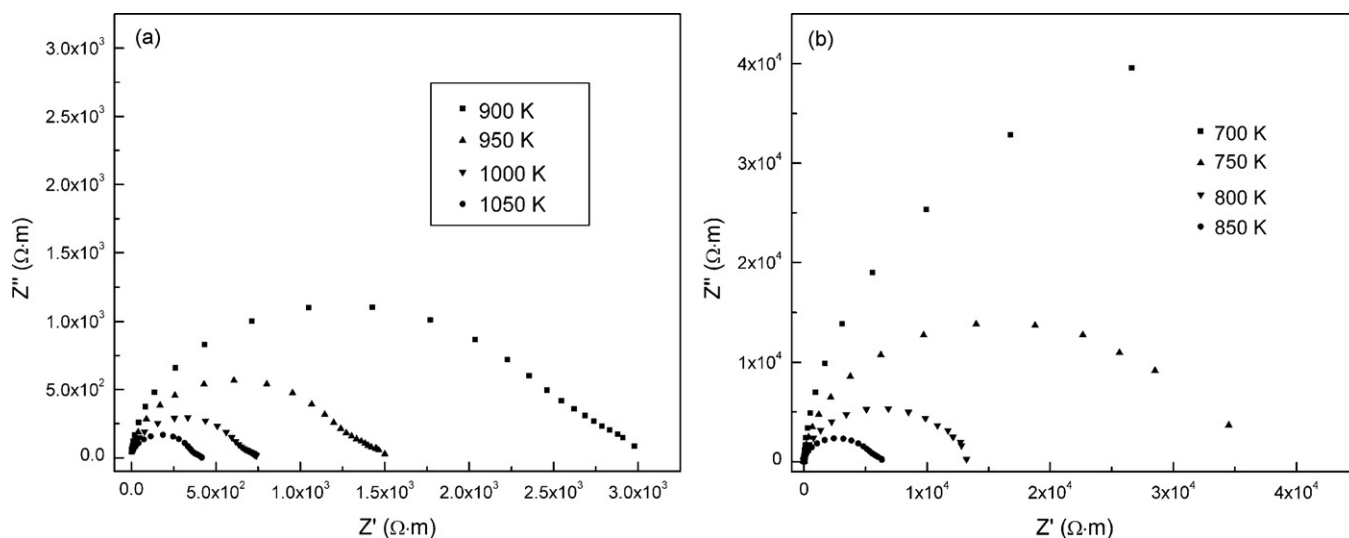 (a)
3.0x10³
2.5x10³
2.0x10³
1.5x10³
1.0x10³
5.0x10²
0.0
Z'' (Ω·m)
900 K
950 K
1000 K
1050 K
0.0 5.0x10² 1.0x10³ 1.5x10³ 2.0x10³ 2.5x10³ 3.0x10³
Z' (Ω·m)
(b)
4x10⁴
3x10⁴
2x10⁴
1x10⁴
0
Z'' (Ω·m)
700 K
750 K
800 K
850 K
0 1x10⁴ 2x10⁴ 3x10⁴ 4x10⁴
Z' (Ω·m)